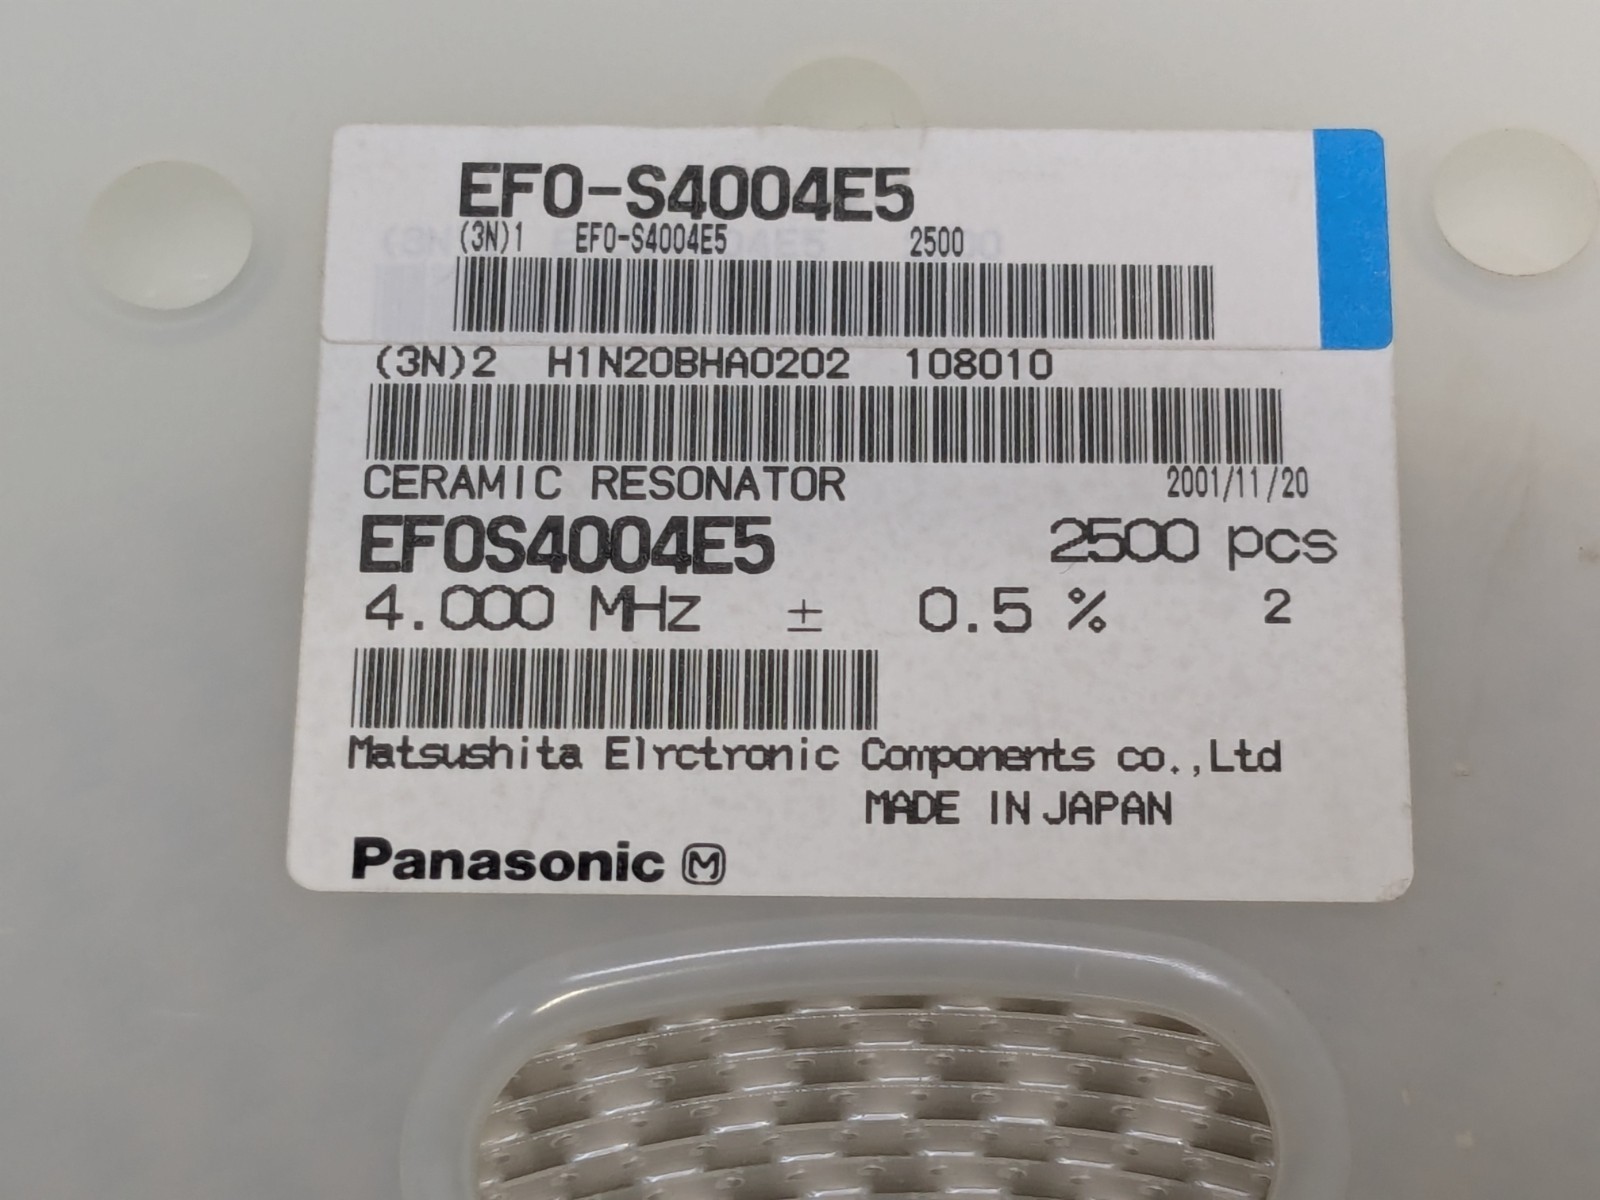 EFO-S4004E5
(3N)1 EFO-S4004E5 2500
(3N)2 H1N20BHA0202 108010
CERAMIC RESONATOR 2001/11/20
EFOS4004E5 2500 pcs
4.000 MHz ± 0.5 % 2
Matsushita Elrctronic Components co.,Ltd
MADE IN JAPAN
Panasonic M